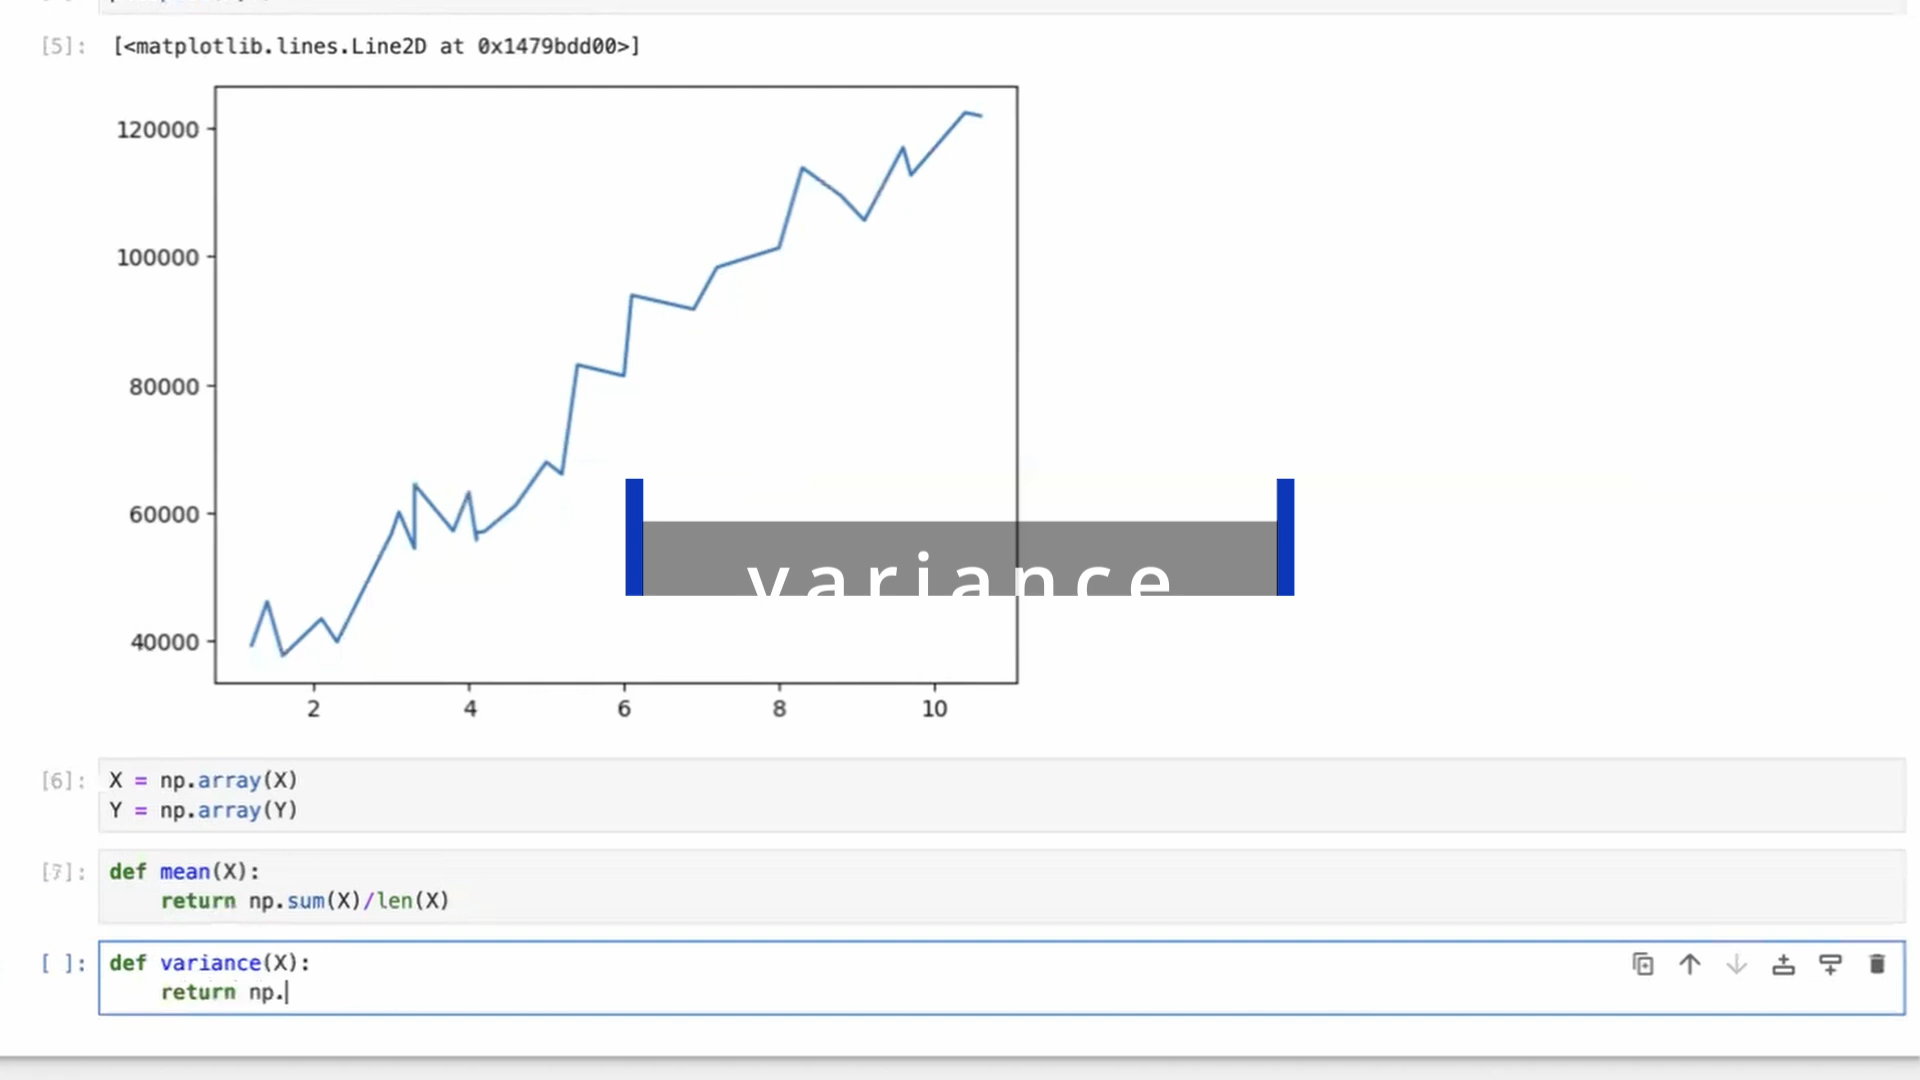 [5]: [<matplotlib.lines.Line2D at 0x1479bdd00>]
120000
100000
80000
60000
40000
2 4 6 8 10
variance
[6]: X = np.array(X)
Y = np.array(Y)
[7]: def mean(X):
return np.sum(X)/len(X)
[ ]: def variance(X):
return np.